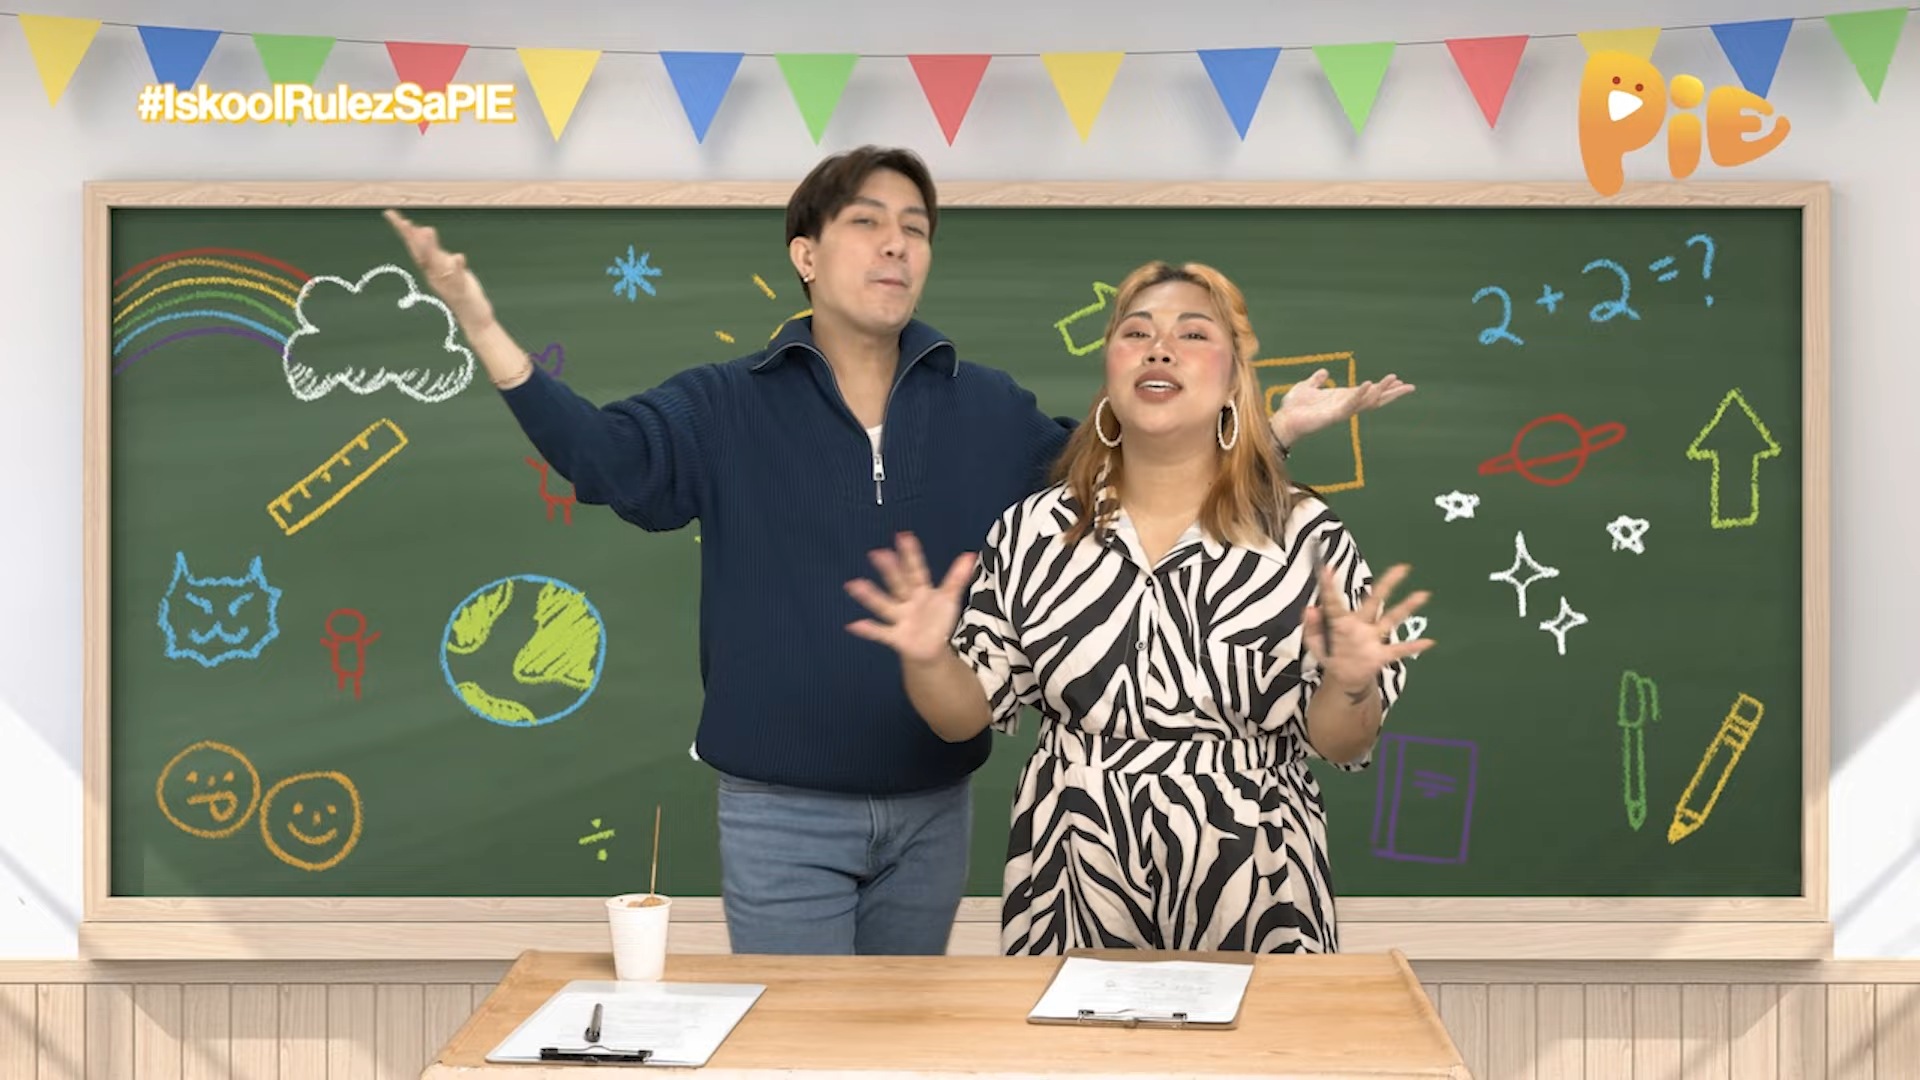 #IskoolRulezSaPIE
PiE
2 + 2 = ?